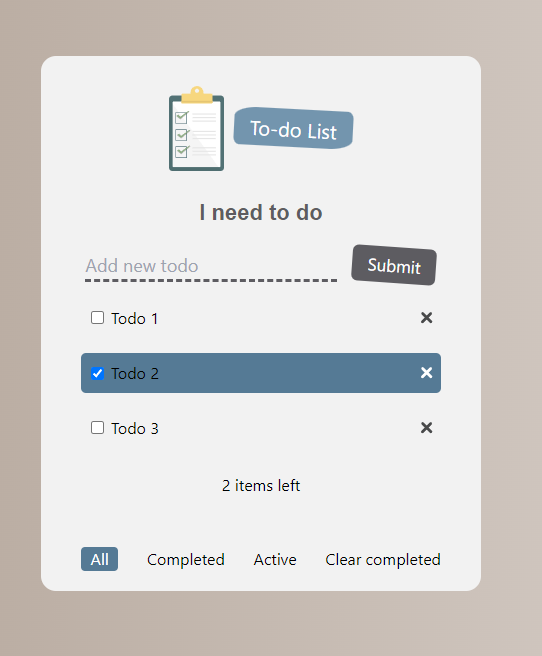 To-do List
I need to do
Add new todo
Submit
Todo 1
Todo 2
Todo 3
2 items left
All Completed Active Clear completed